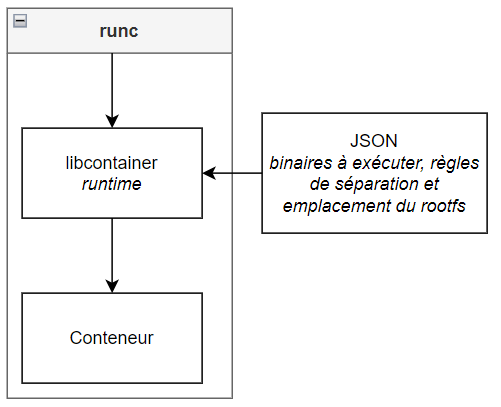 runc
libcontainer
runtime
JSON
binaires à exécuter, règles
de séparation et
emplacement du rootfs
Conteneur